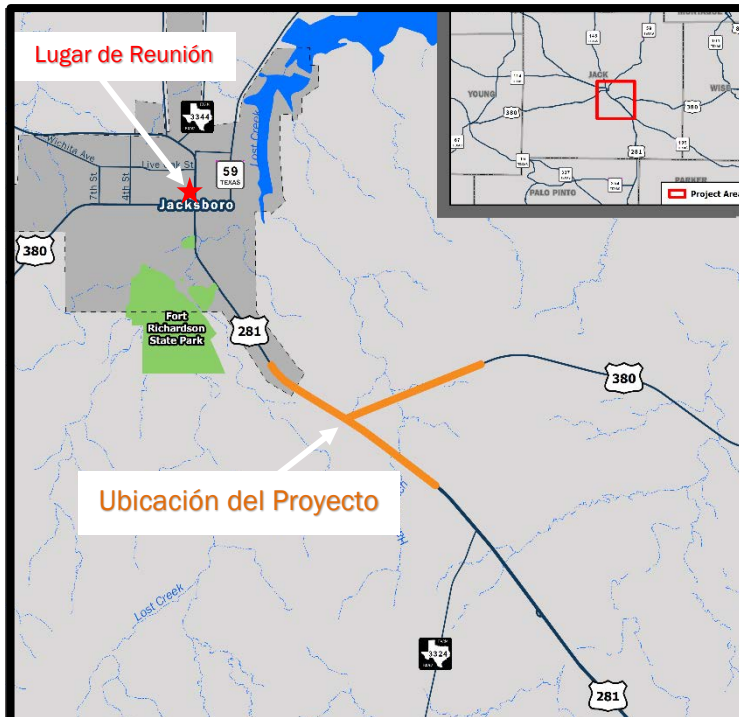 Lugar de Reunión
3344
Wichita Ave
Live Oak St
7th St
4th St
59
TEXAS
Lost Creek
Jacksboro
380
Fort
Richardson
State Park
281
380
Ubicación del Proyecto
Lost Creek
3324
281
JACK
YOUNG
WISE
PALO PINTO
PARKER
380
380
281
Project Area